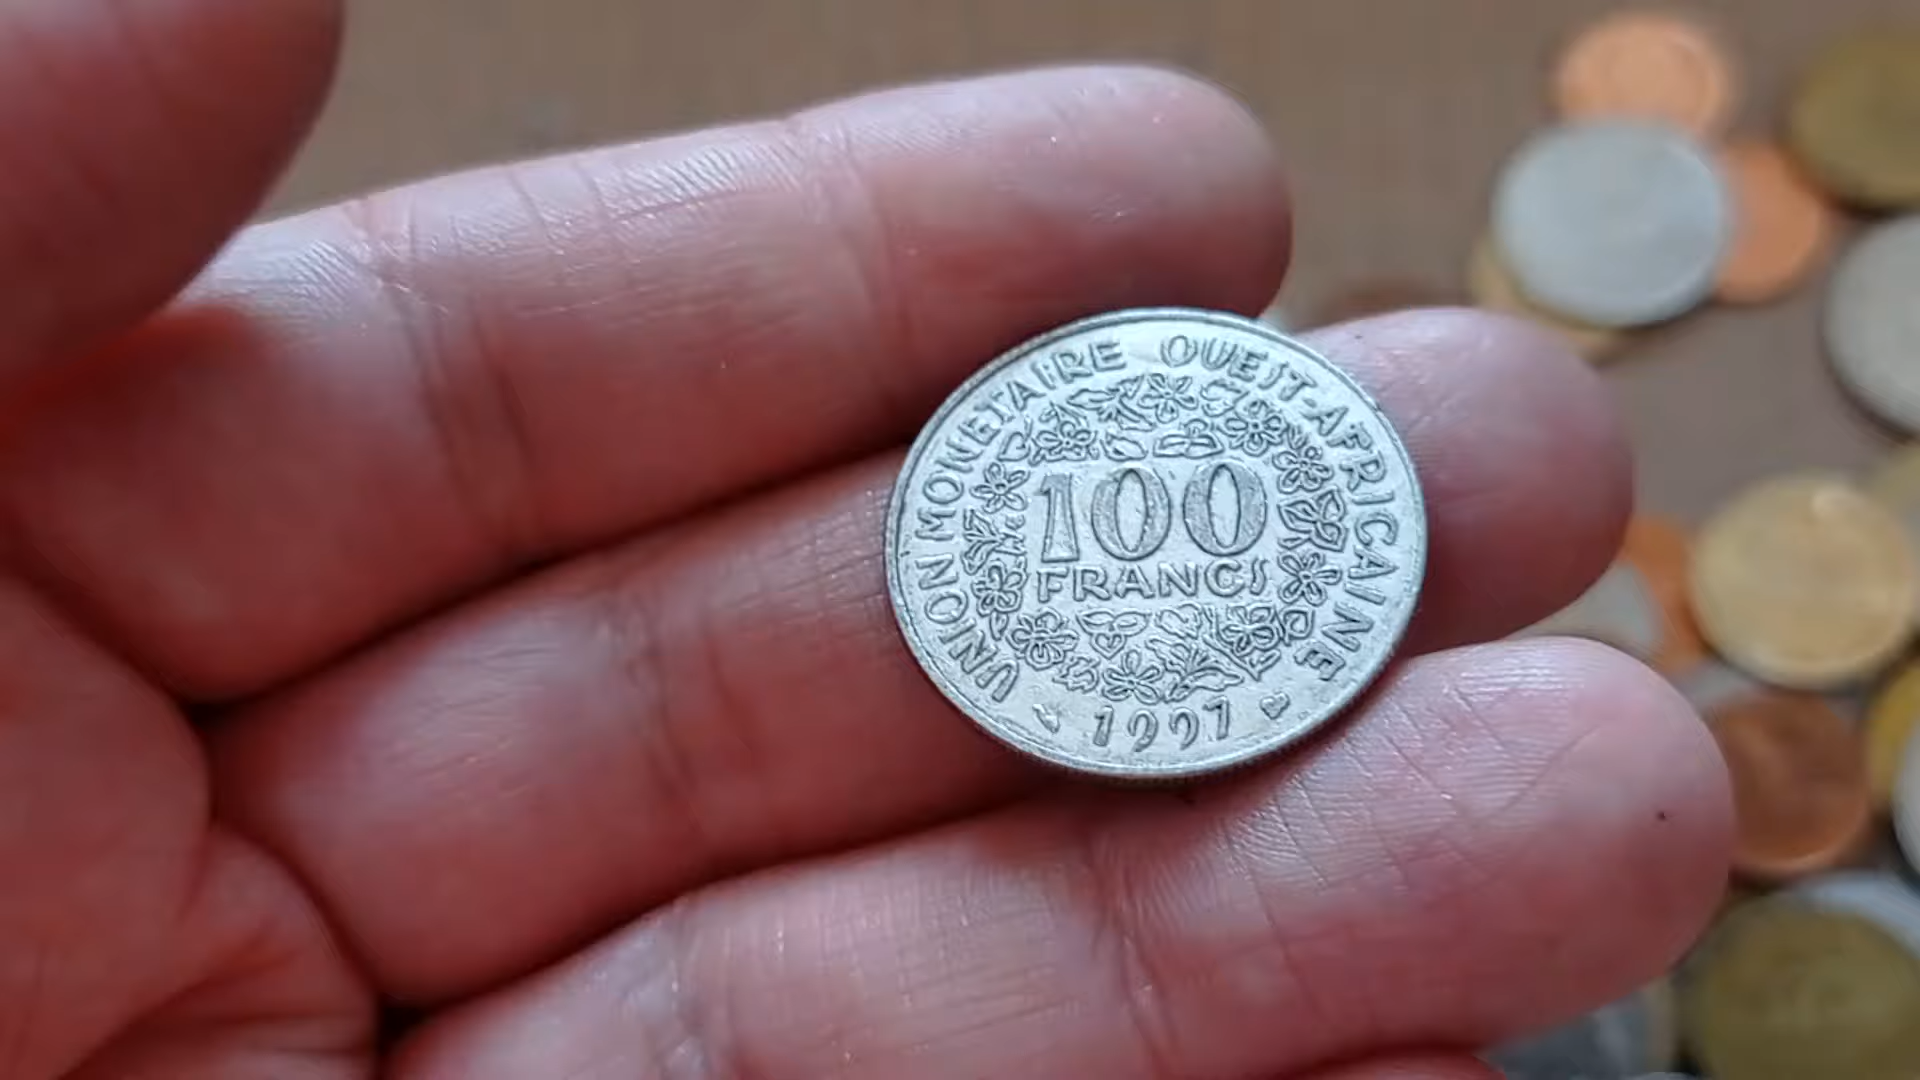 UNION MONETAIRE OUEST-AFRICAINE
100
FRANCS
1997